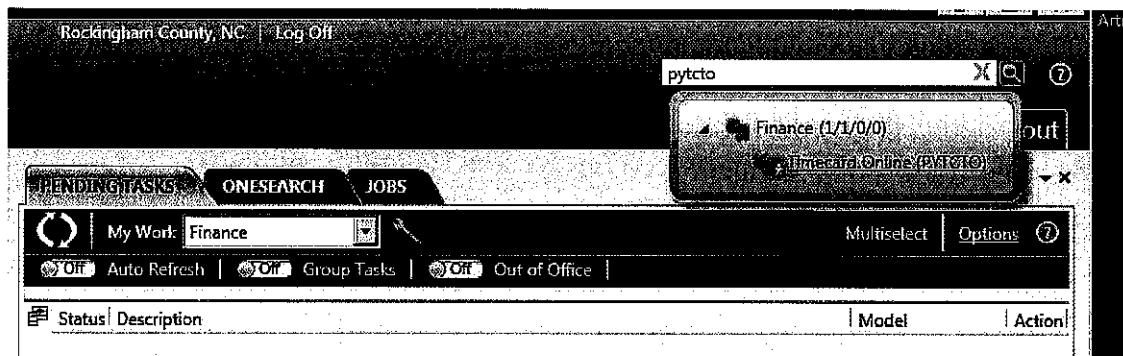 Arti
Rockingham County, NC | Log Off
pytcto
Finance (1/1/0/0)
out
Timecard Online (PYTCTO)
PENDING TASKS ONESEARCH JOBS
My Work: Finance Multiselect Options
Off Auto Refresh Off Group Tasks Off Out of Office
Status Description Model Action